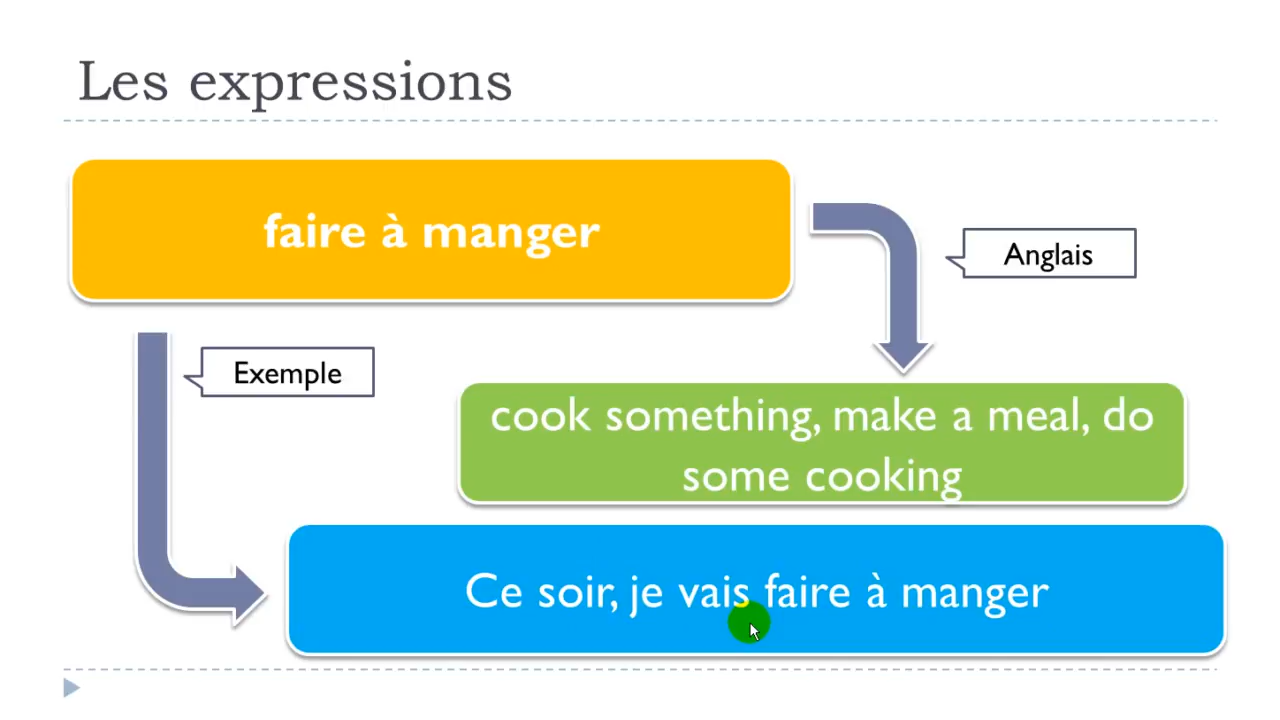 Les expressions
faire à manger
Anglais
Exemple
cook something, make a meal, do
some cooking
Ce soir, je vais faire à manger